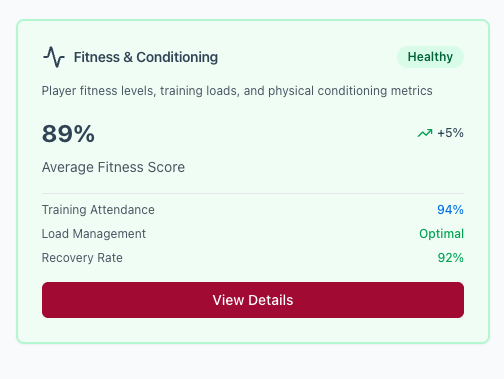 Fitness & Conditioning
Healthy
Player fitness levels, training loads, and physical conditioning metrics
89%
+5%
Average Fitness Score
Training Attendance
94%
Load Management
Optimal
Recovery Rate
92%
View Details